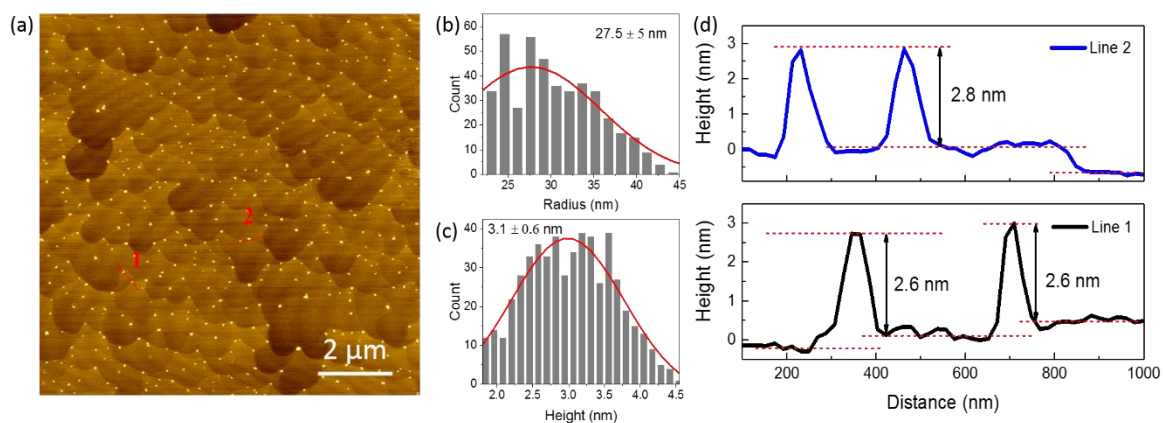 (a)
1
2
2 μm
(b)
27.5 ± 5 nm
Count
60
50
40
30
20
10
0
25 30 35 40 45
Radius (nm)
(c)
3.1 ± 0.6 nm
Count
40
30
20
10
0
2.0 2.5 3.0 3.5 4.0 4.5
Height (nm)
(d)
Height (nm)
3
2
1
0
Line 2
2.8 nm
Height (nm)
3
2
1
0
Line 1
2.6 nm
2.6 nm
200 400 600 800 1000
Distance (nm)